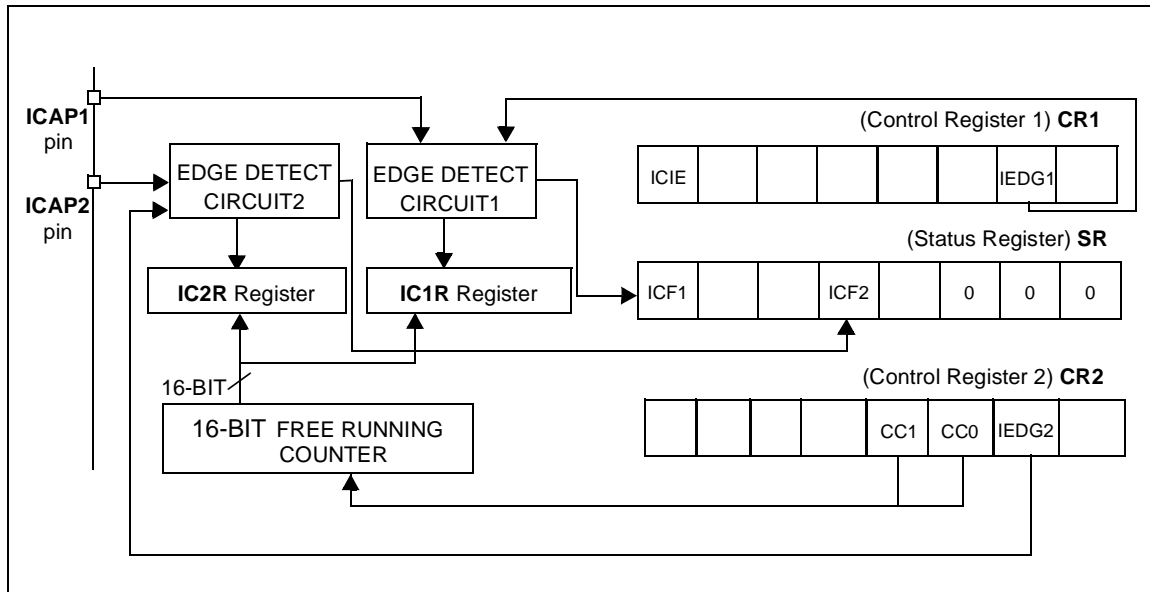 ICAP1
pin
ICAP2
pin
EDGE DETECT
CIRCUIT2
EDGE DETECT
CIRCUIT1
IC2R Register
IC1R Register
16-BIT
16-BIT FREE RUNNING
COUNTER
(Control Register 1) CR1
ICIE
IEDG1
(Status Register) SR
ICF1
ICF2
0
0
0
(Control Register 2) CR2
CC1
CC0
IEDG2